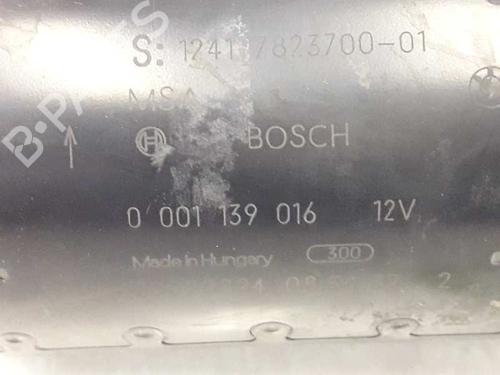 S: 1241 7823700-01
MSA
BOSCH
0 001 139 016 12V
Made in Hungary 300